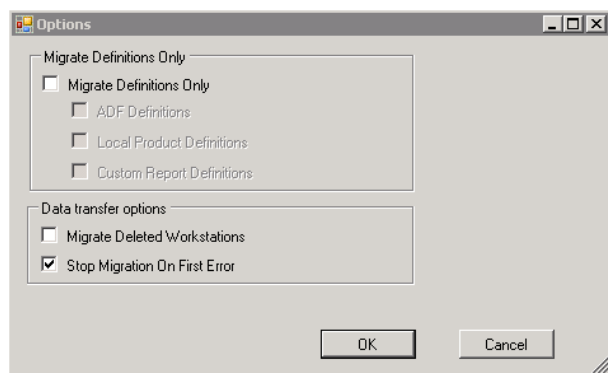 Options
Migrate Definitions Only
Migrate Definitions Only
ADF Definitions
Local Product Definitions
Custom Report Definitions
Data transfer options
Migrate Deleted Workstations
Stop Migration On First Error
OK Cancel